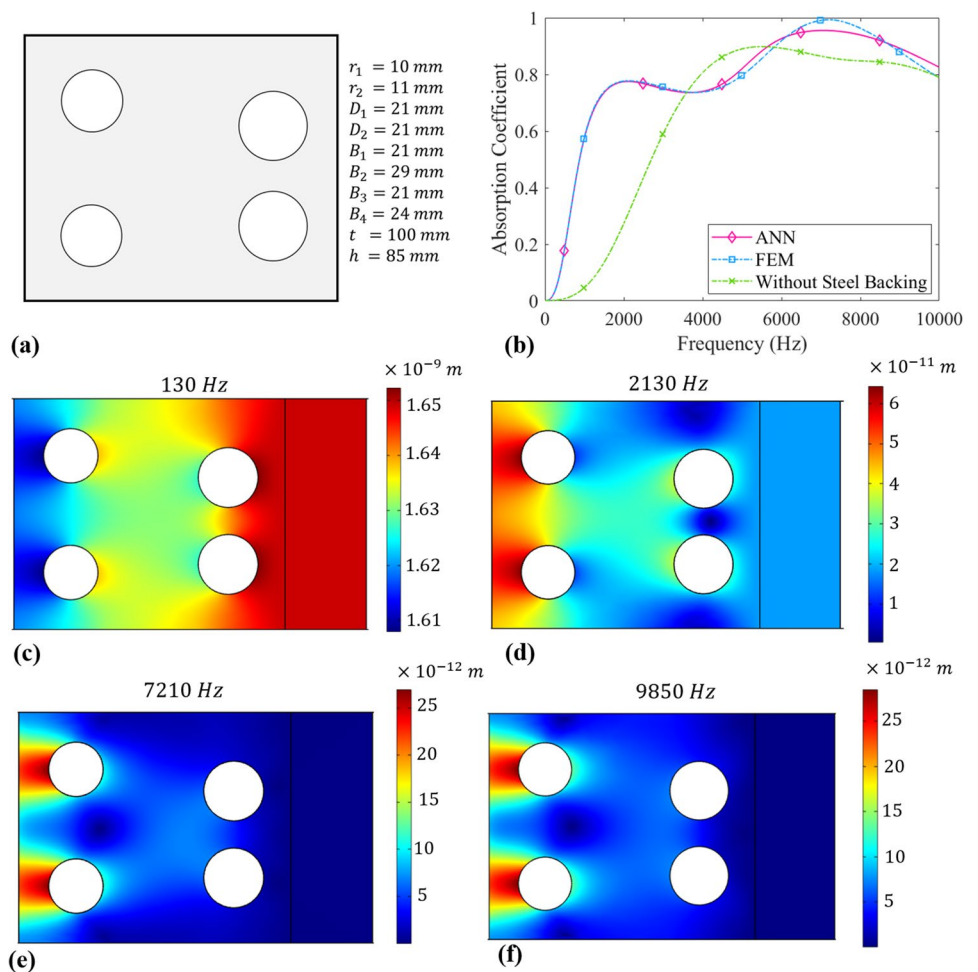 r₁ = 10 mm
r₂ = 11 mm
D₁ = 21 mm
D₂ = 21 mm
B₁ = 21 mm
B₂ = 29 mm
B₃ = 21 mm
B₄ = 24 mm
t = 100 mm
h = 85 mm
(a)
Absorption Coefficient
1
0.8
0.6
0.4
0.2
0
ANN
FEM
Without Steel Backing
0 2000 4000 6000 8000 10000
Frequency (Hz)
(b)
130 Hz
× 10⁻⁹ m
1.65
1.64
1.63
1.62
1.61
(c)
2130 Hz
× 10⁻¹¹ m
6
5
4
3
2
1
(d)
7210 Hz
× 10⁻¹² m
25
20
15
10
5
(e)
9850 Hz
× 10⁻¹² m
25
20
15
10
5
(f)